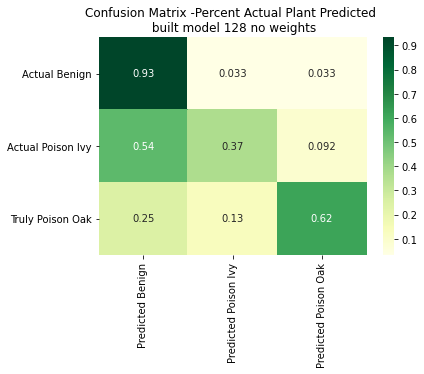 Confusion Matrix -Percent Actual Plant Predicted
built model 128 no weights
Actual Benign
0.93 0.033 0.033
Actual Poison Ivy
0.54 0.37 0.092
Truly Poison Oak
0.25 0.13 0.62
Predicted Benign
Predicted Poison Ivy
Predicted Poison Oak
0.9
0.8
0.7
0.6
0.5
0.4
0.3
0.2
0.1